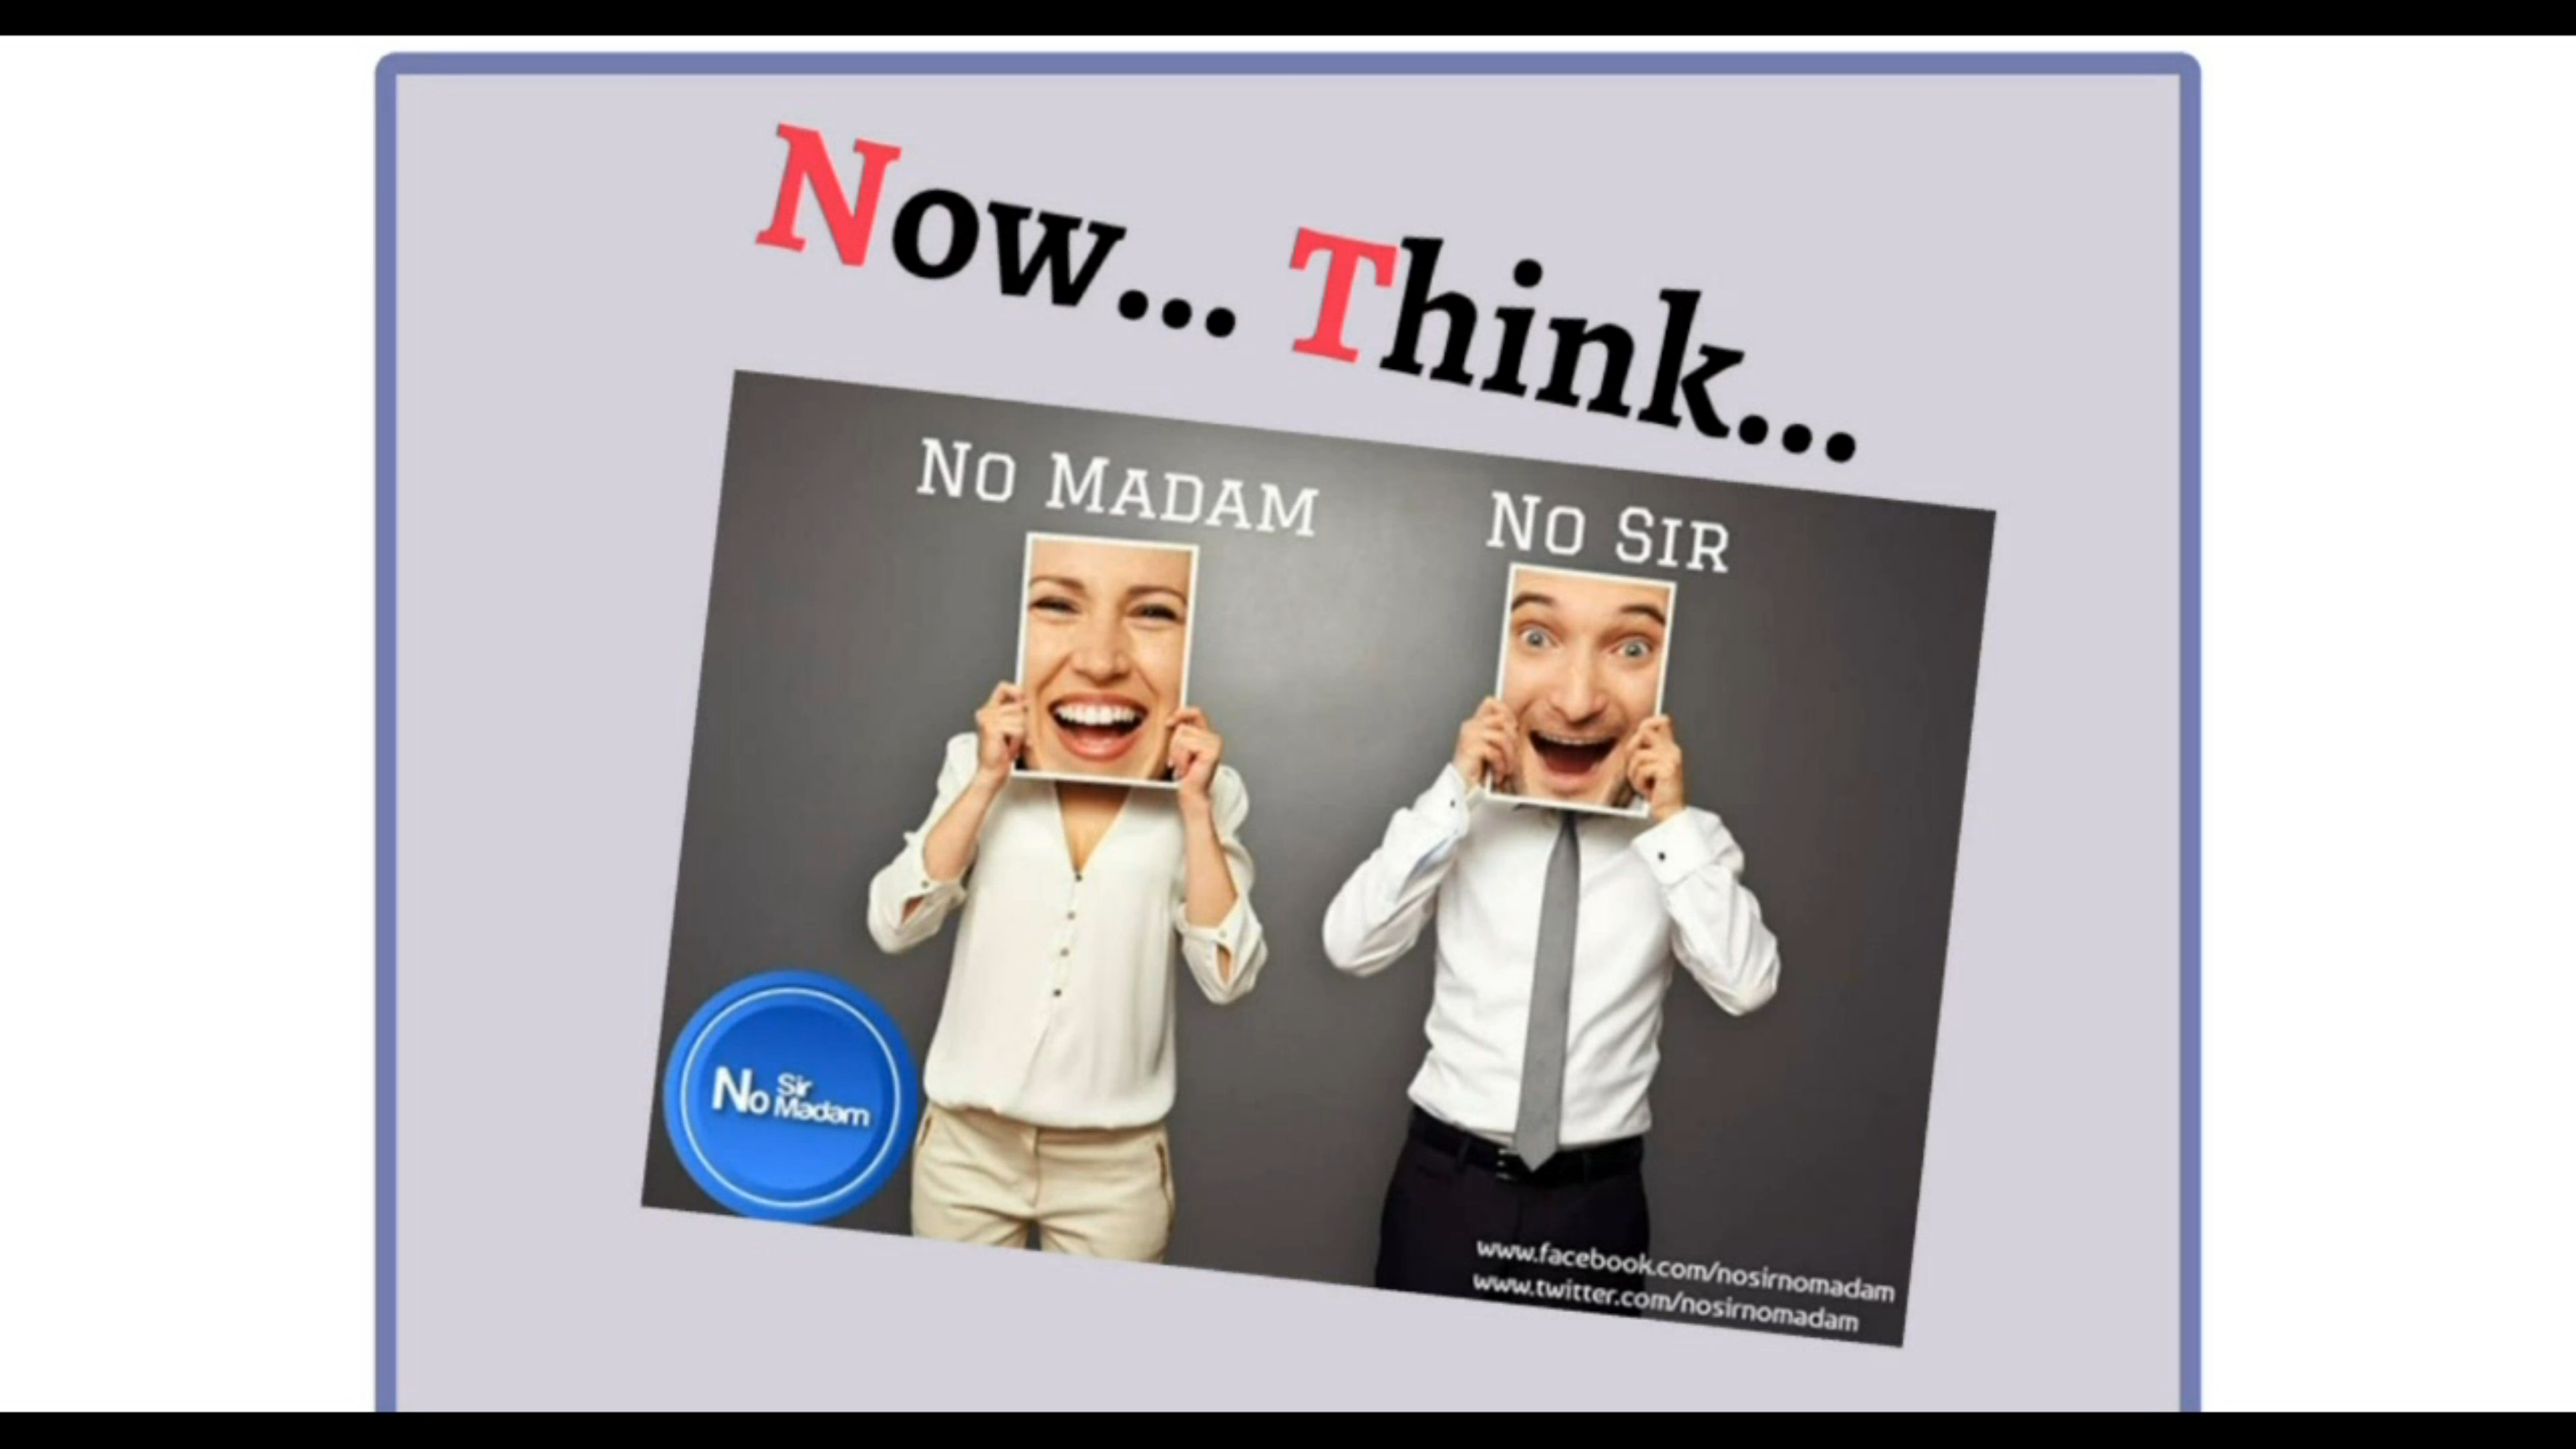 Now... Think...
No Madam
No Sir
No Sir Madam
www.facebook.com/nosirnomadam
www.twitter.com/nosirnomadam